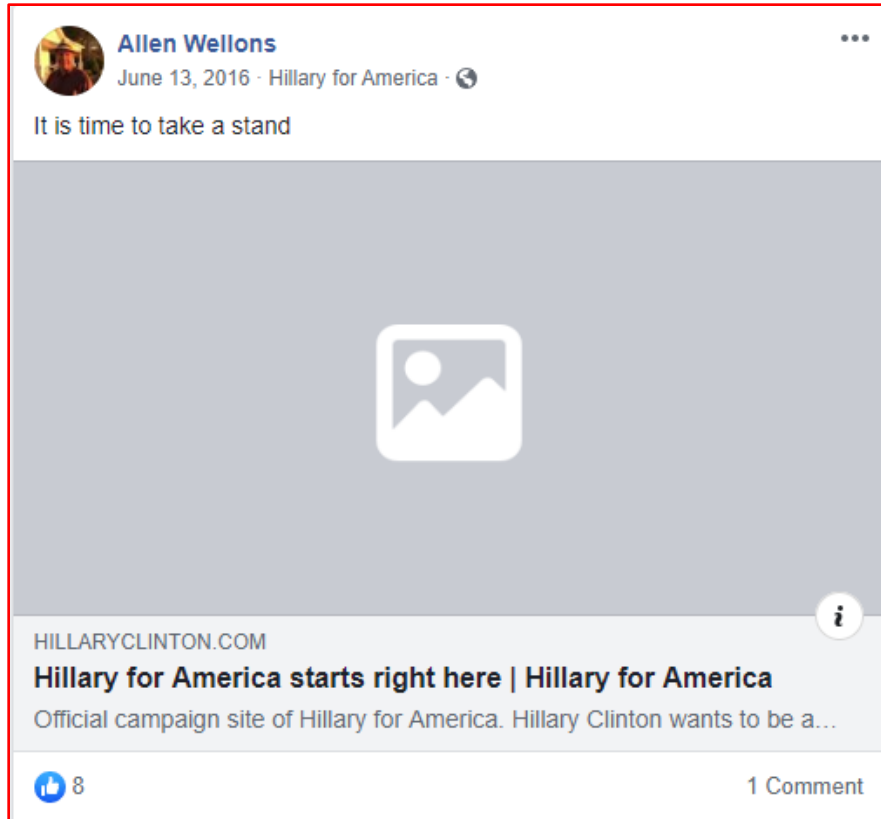 Allen Wellons
June 13, 2016 · Hillary for America ·
It is time to take a stand
i
HILLARYCLINTON.COM
Hillary for America starts right here | Hillary for America
Official campaign site of Hillary for America. Hillary Clinton wants to be a…
8
1 Comment